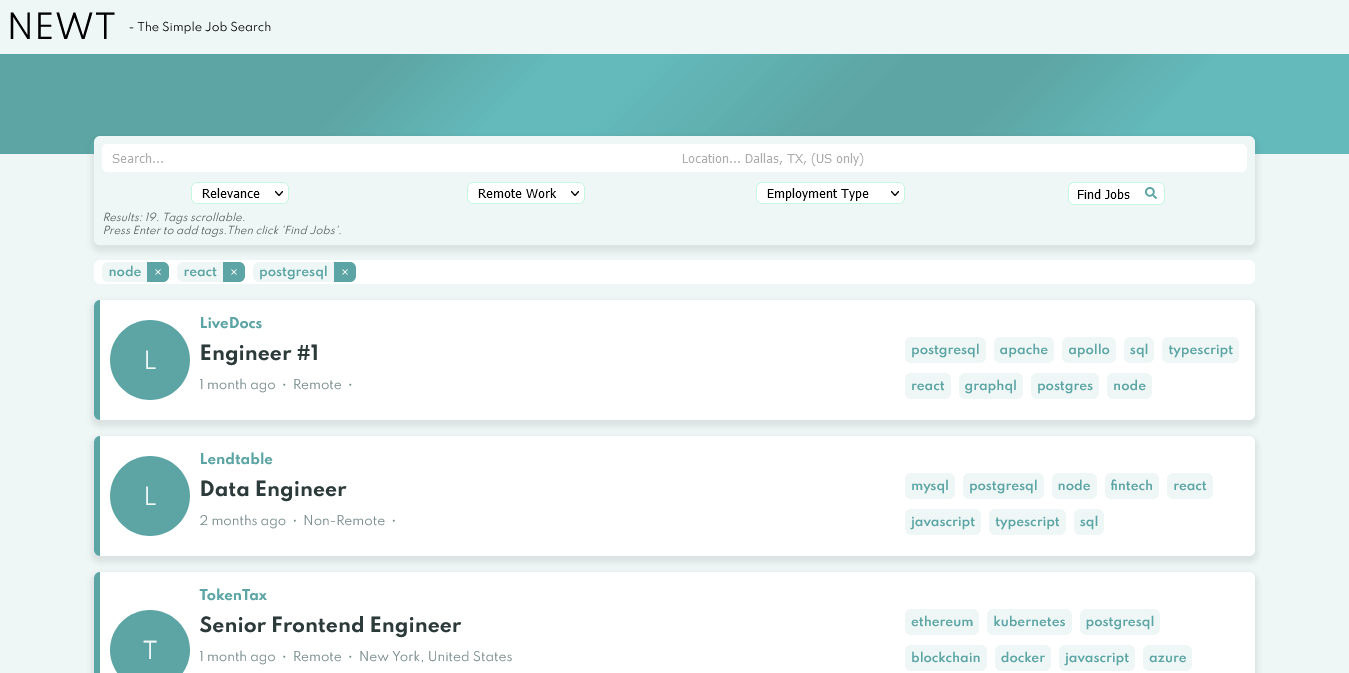 NEWT - The Simple Job Search
Search... Location... Dallas, TX, (US only)
Relevance Remote Work Employment Type Find Jobs
Results: 19. Tags scrollable.
Press Enter to add tags.Then click 'Find Jobs'.
node × react × postgresql ×
L
LiveDocs
Engineer #1
1 month ago · Remote ·
postgresql apache apollo sql typescript
react graphql postgres node
L
Lendtable
Data Engineer
2 months ago · Non-Remote ·
mysql postgresql node fintech react
javascript typescript sql
T
TokenTax
Senior Frontend Engineer
1 month ago · Remote · New York, United States
ethereum kubernetes postgresql
blockchain docker javascript azure